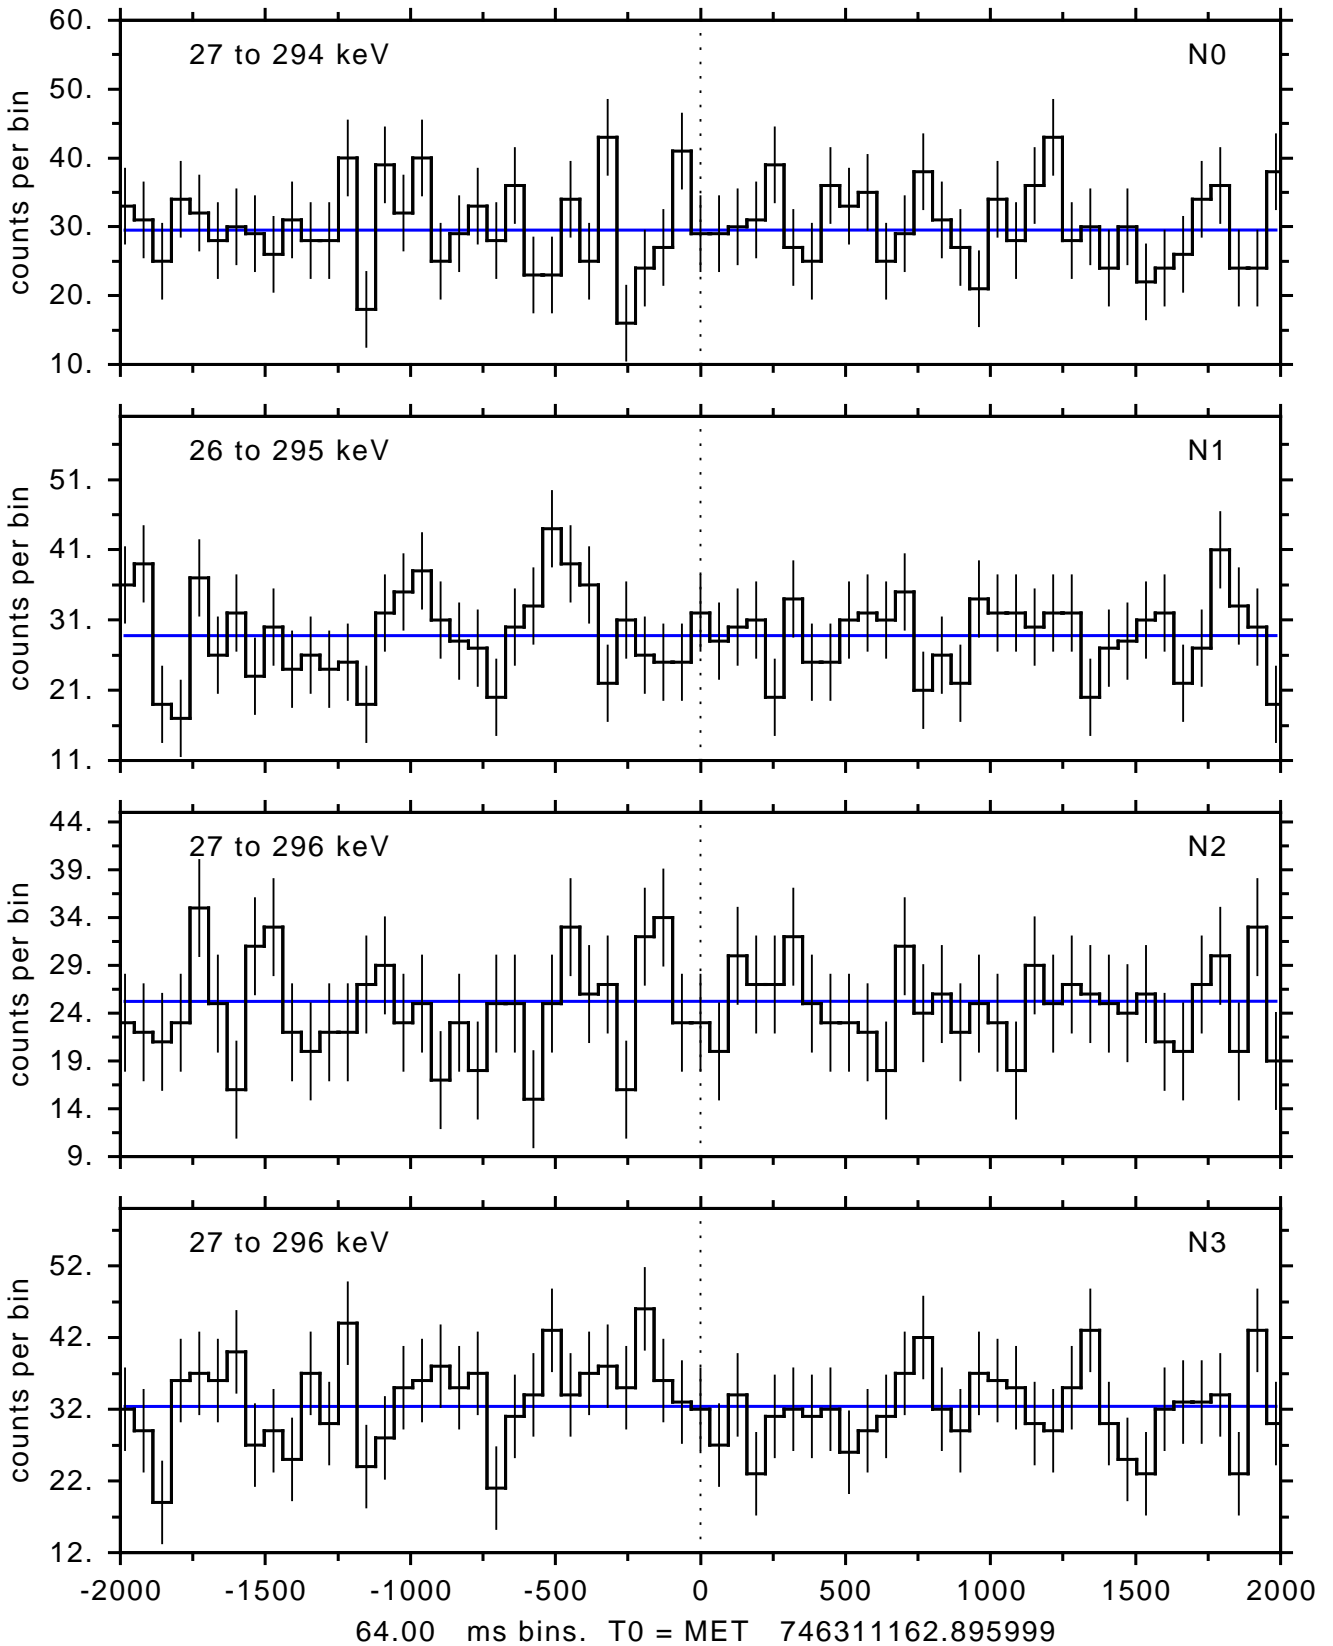 60.
27 to 294 keV N0
50.
40.
30.
20.
10.
counts per bin
26 to 295 keV N1
51.
41.
31.
21.
11.
counts per bin
44.
27 to 296 keV N2
39.
34.
29.
24.
19.
14.
9.
counts per bin
27 to 296 keV N3
52.
42.
32.
22.
12.
counts per bin
-2000 -1500 -1000 -500 0 500 1000 1500 2000
64.00 ms bins. T0 = MET 746311162.895999